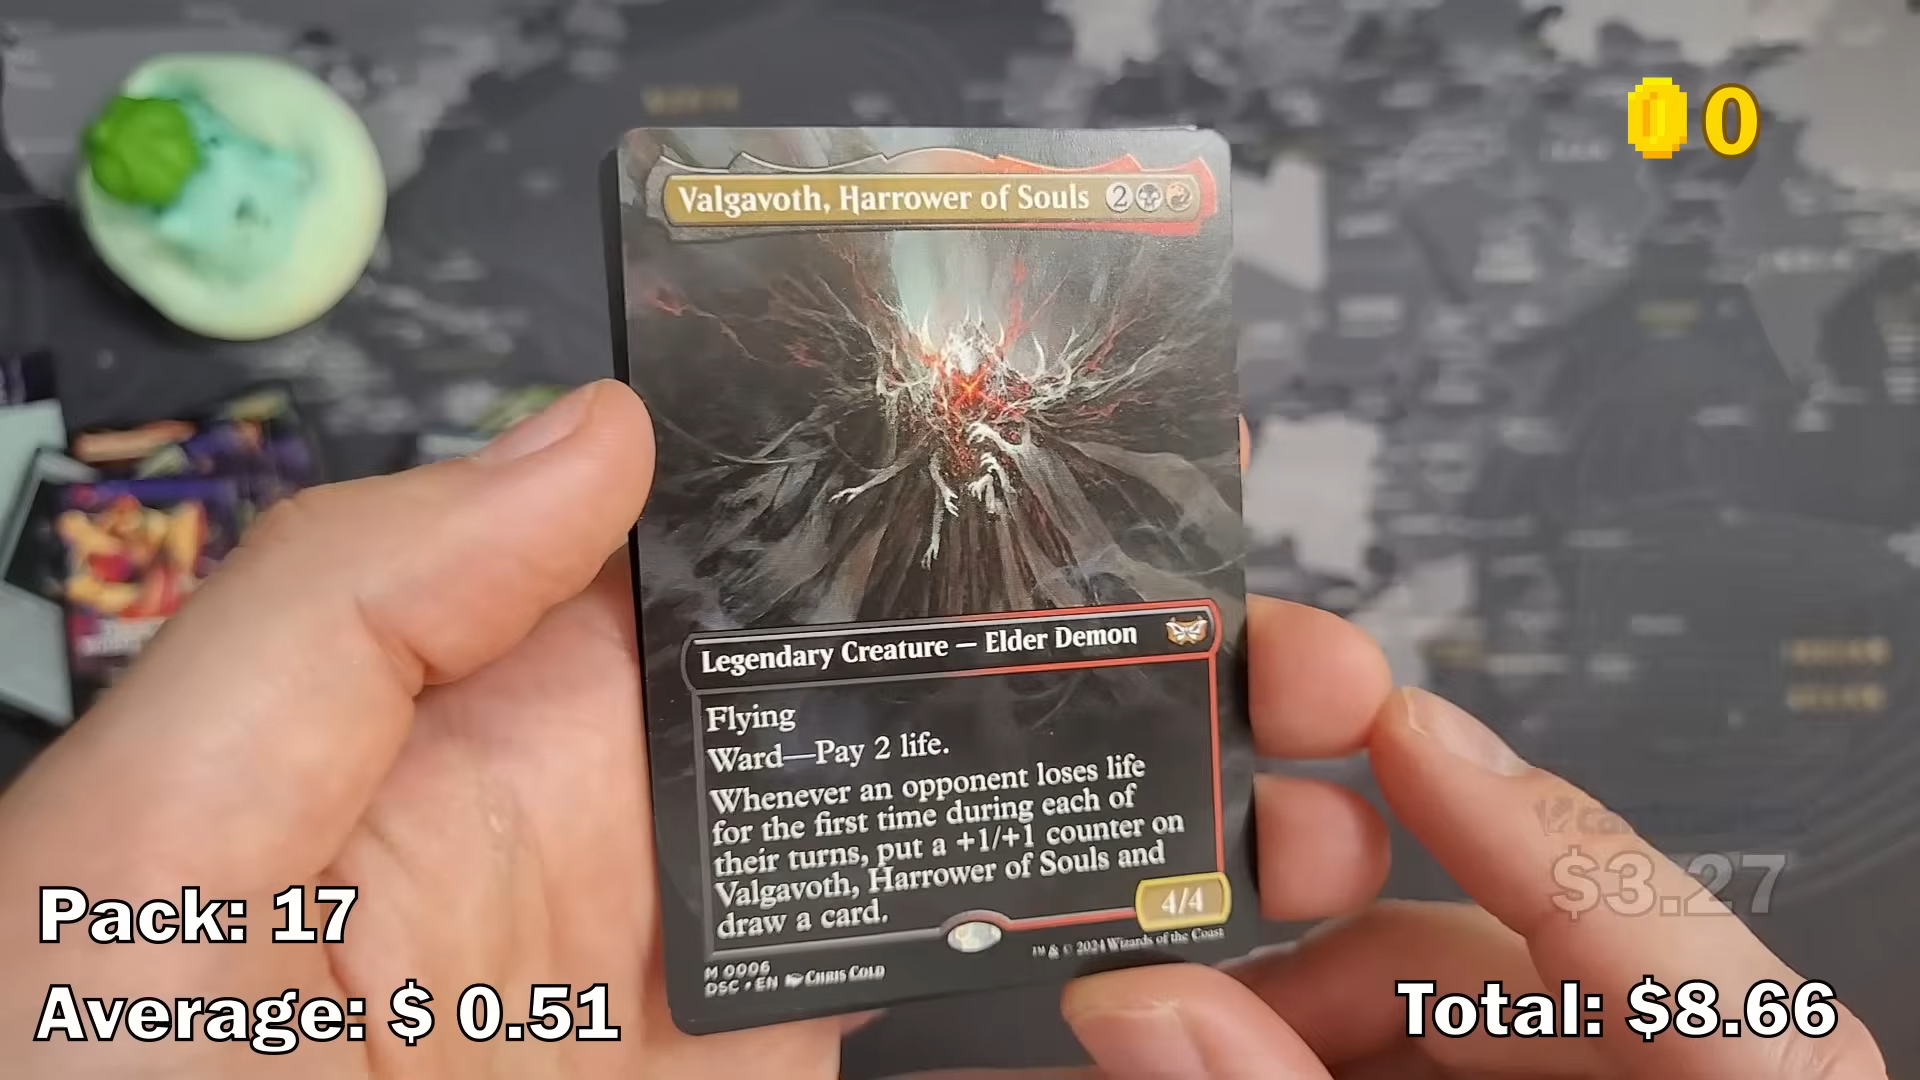 0
Valgavoth, Harrower of Souls 2
Legendary Creature — Elder Demon
Flying
Ward—Pay 2 life.
Whenever an opponent loses life
for the first time during each of
their turns, put a +1/+1 counter on
Valgavoth, Harrower of Souls and
draw a card.
4/4
M 0006
DSC • EN Chris Cold
™ & © 2024 Wizards of the Coast
$3.27
Pack: 17
Average: $ 0.51
Total: $8.66